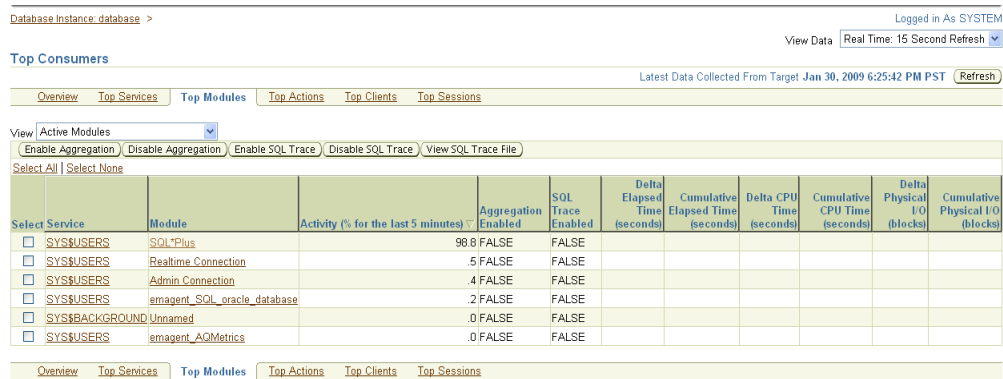 Database Instance: database >
Logged in As SYSTEM
View Data Real Time: 15 Second Refresh
Top Consumers
Latest Data Collected From Target Jan 30, 2009 6:25:42 PM PST Refresh
Overview Top Services Top Modules Top Actions Top Clients Top Sessions
View Active Modules
Enable Aggregation Disable Aggregation Enable SQL Trace Disable SQL Trace View SQL Trace File
Select All | Select None
Select Service Module Activity (% for the last 5 minutes) Aggregation Enabled SQL Trace Enabled Delta Elapsed Time (seconds) Cumulative Elapsed Time (seconds) Delta CPU Time (seconds) Cumulative CPU Time (seconds) Delta Physical I/O (blocks) Cumulative Physical I/O (blocks)
SYS$USERS SQL*Plus 98.8 FALSE FALSE
SYS$USERS Realtime Connection .5 FALSE FALSE
SYS$USERS Admin Connection .4 FALSE FALSE
SYS$USERS emagent_SQL_oracle_database .2 FALSE FALSE
SYS$BACKGROUND Unnamed .0 FALSE FALSE
SYS$USERS emagent_AQMetrics .0 FALSE FALSE
Overview Top Services Top Modules Top Actions Top Clients Top Sessions